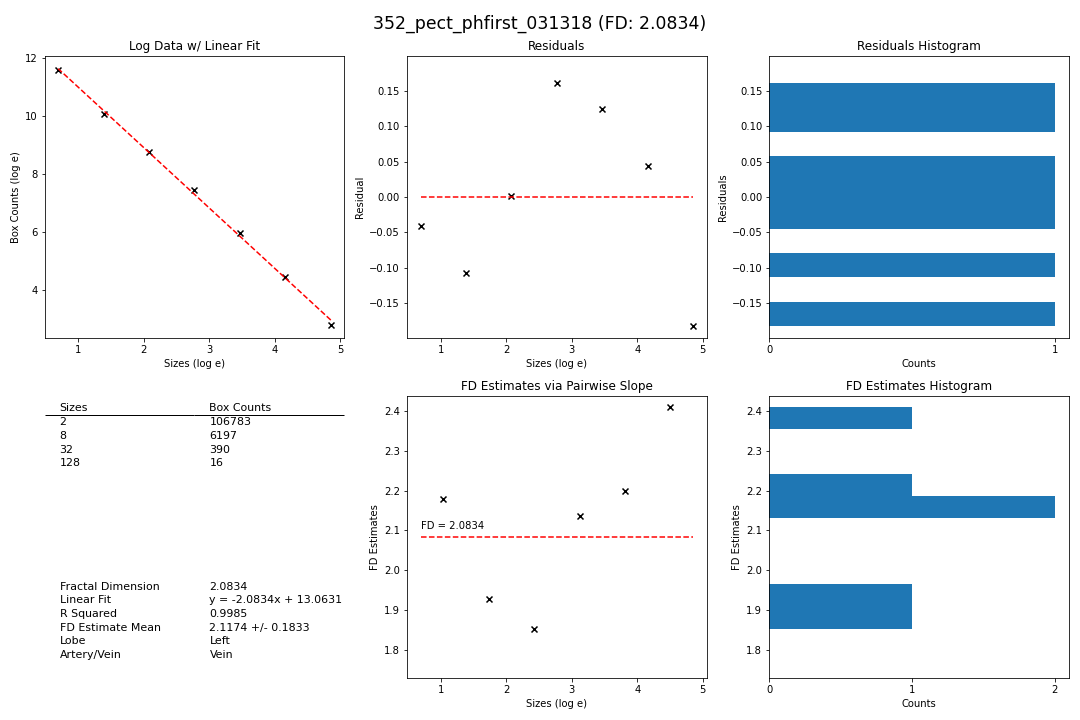 352_pect_phfirst_031318 (FD: 2.0834)
Log Data w/ Linear Fit
Box Counts (log e)
12
10
8
6
4
1 2 3 4 5
Sizes (log e)
Residuals
Residual
0.15
0.10
0.05
0.00
−0.05
−0.10
−0.15
1 2 3 4 5
Sizes (log e)
Residuals Histogram
Residuals
0.15
0.10
0.05
0.00
−0.05
−0.10
−0.15
0 1
Counts
Sizes Box Counts
2 106783
8 6197
32 390
128 16
Fractal Dimension 2.0834
Linear Fit y = -2.0834x + 13.0631
R Squared 0.9985
FD Estimate Mean 2.1174 +/- 0.1833
Lobe Left
Artery/Vein Vein
FD Estimates via Pairwise Slope
FD Estimates
2.4
2.3
2.2
2.1
2.0
1.9
1.8
FD = 2.0834
1 2 3 4 5
Sizes (log e)
FD Estimates Histogram
FD Estimates
2.4
2.3
2.2
2.1
2.0
1.9
1.8
0 1 2
Counts